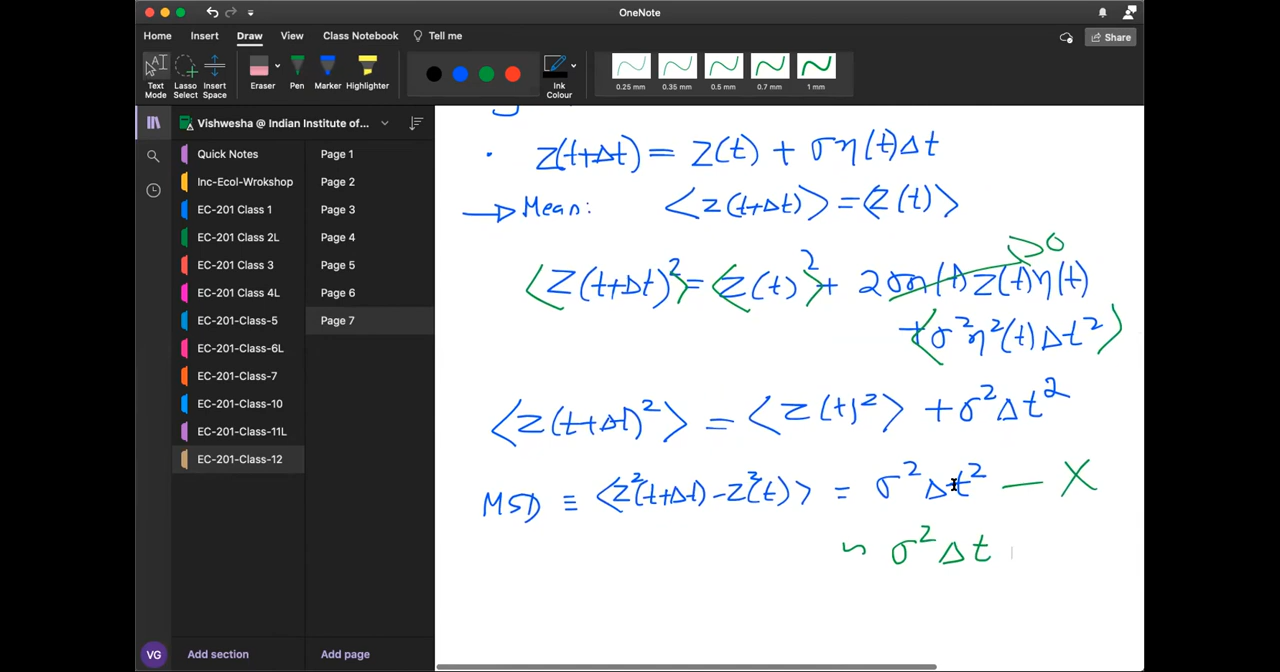 OneNote
Home Insert Draw View Class Notebook Tell me
Share
Text Mode
Lasso Select
Insert Space
Eraser
Pen
Marker
Highlighter
Ink Colour
0.25 mm 0.35 mm 0.5 mm 0.7 mm 1 mm
Vishwesha @ Indian Institute of...
Quick Notes
Inc-Ecol-Wrokshop
EC-201 Class 1
EC-201 Class 2L
EC-201 Class 3
EC-201 Class 4L
EC-201-Class-5
EC-201-Class-6L
EC-201-Class-7
EC-201-Class-10
EC-201-Class-11L
EC-201-Class-12
Page 1
Page 2
Page 3
Page 4
Page 5
Page 6
Page 7
· z(t+Δt) = z(t) + ση(t)Δt
→ Mean: <z(t+Δt)> = <z(t)>
<z(t+Δt)²> = <z(t)²> + 2ση(t) z(t)η(t) → 0
+ <σ²η²(t)Δt²>
<z(t+Δt)²> = <z(t)²> + σ²Δt²
MSD ≡ <z²(t+Δt) - z²(t)> = σ²Δt² — X
~ σ²Δt
VG
Add section
Add page